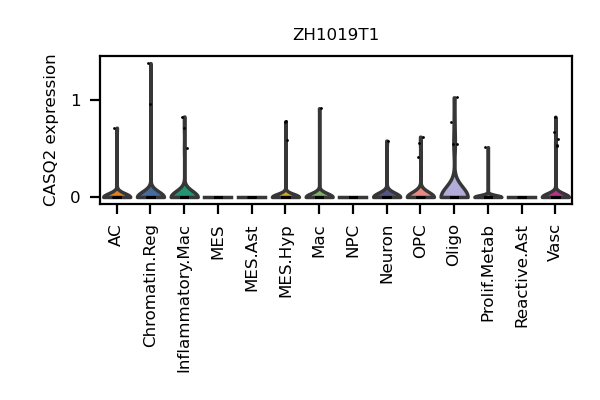 ZH1019T1
CASQ2 expression
1
0
AC
Chromatin.Reg
Inflammatory.Mac
MES
MES.Ast
MES.Hyp
Mac
NPC
Neuron
OPC
Oligo
Prolif.Metab
Reactive.Ast
Vasc